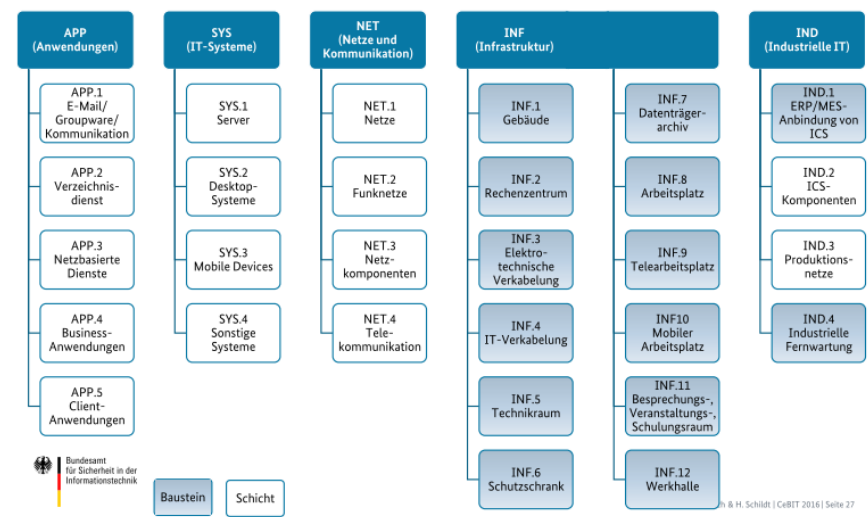 APP
(Anwendungen)
APP.1
E-Mail/
Groupware/
Kommunikation
APP.2
Verzeichnis-
dienst
APP.3
Netzbasierte
Dienste
APP.4
Business-
Anwendungen
APP.5
Client-
Anwendungen
SYS
(IT-Systeme)
SYS.1
Server
SYS.2
Desktop-
Systeme
SYS.3
Mobile Devices
SYS.4
Sonstige
Systeme
NET
(Netze und
Kommunikation)
NET.1
Netze
NET.2
Funknetze
NET.3
Netz-
komponenten
NET.4
Tele-
kommunikation
INF
(Infrastruktur)
INF.1
Gebäude
INF.2
Rechenzentrum
INF.3
Elektro-
technische
Verkabelung
INF.4
IT-Verkabelung
INF.5
Technikraum
INF.6
Schutzschrank
INF.7
Datenträger-
archiv
INF.8
Arbeitsplatz
INF.9
Telearbeitsplatz
INF10
Mobiler
Arbeitsplatz
INF.11
Besprechungs-,
Veranstaltungs-,
Schulungsraum
INF.12
Werkhalle
IND
(Industrielle IT)
IND.1
ERP/MES-
Anbindung von
ICS
IND.2
ICS-
Komponenten
IND.3
Produktions-
netze
IND.4
Industrielle
Fernwartung
Bundesamt
für Sicherheit in der
Informationstechnik
Baustein
Schicht
& H. Schildt | CeBIT 2016 | Seite 27